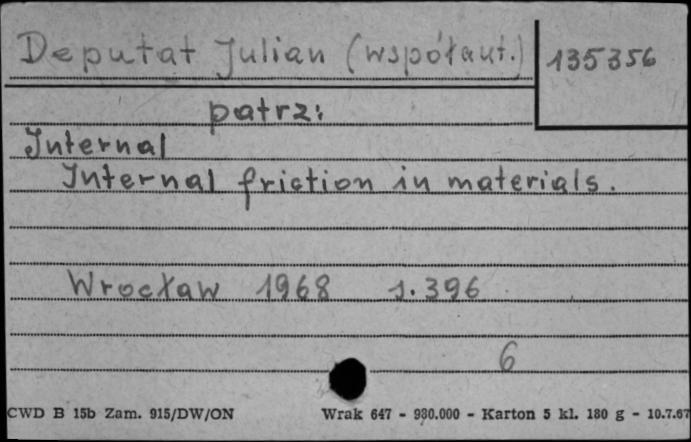 Deputat Julian (współaut.)
135356
patrz:
Internal
Internal friction in materials.
Wrocław 1968 s. 396
6
CWD B 15b Zam. 915/DW/ON
Wrak 647 - 980.000 - Karton 5 kl. 180 g - 10.7.67